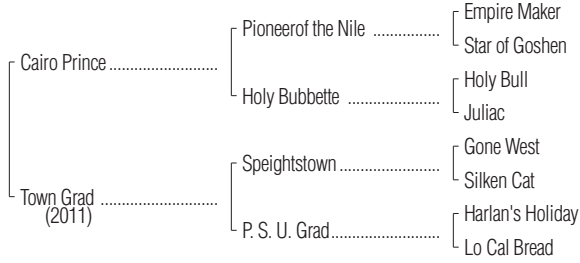 Empire Maker
Pioneerof the Nile ..................
Star of Goshen
Cairo Prince ...........................
Holy Bull
Holy Bubbette .........................
Juliac
Gone West
Speightstown ...........................
Silken Cat
Town Grad ..............................
(2011)
Harlan's Holiday
P. S. U. Grad.............................
Lo Cal Bread